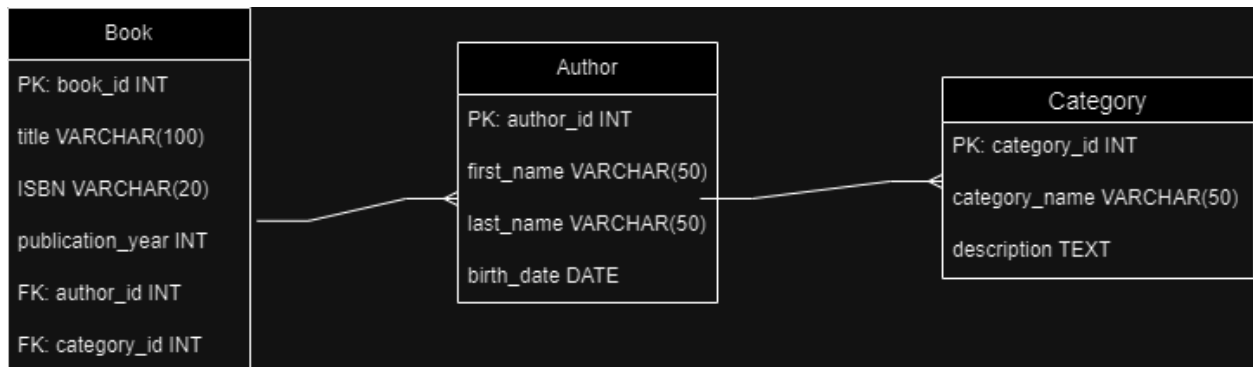 Book
PK: book_id INT
title VARCHAR(100)
ISBN VARCHAR(20)
publication_year INT
FK: author_id INT
FK: category_id INT
Author
PK: author_id INT
first_name VARCHAR(50)
last_name VARCHAR(50)
birth_date DATE
Category
PK: category_id INT
category_name VARCHAR(50)
description TEXT